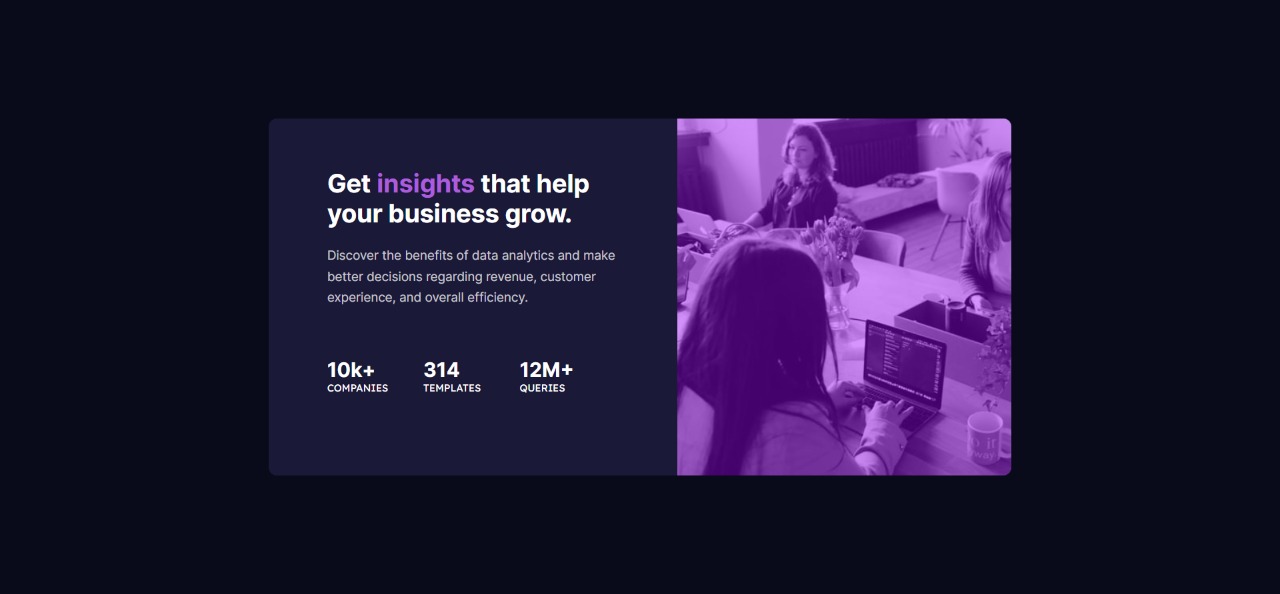 Get insights that help
your business grow.
Discover the benefits of data analytics and make
better decisions regarding revenue, customer
experience, and overall efficiency.
10k+ 314 12M+
COMPANIES TEMPLATES QUERIES